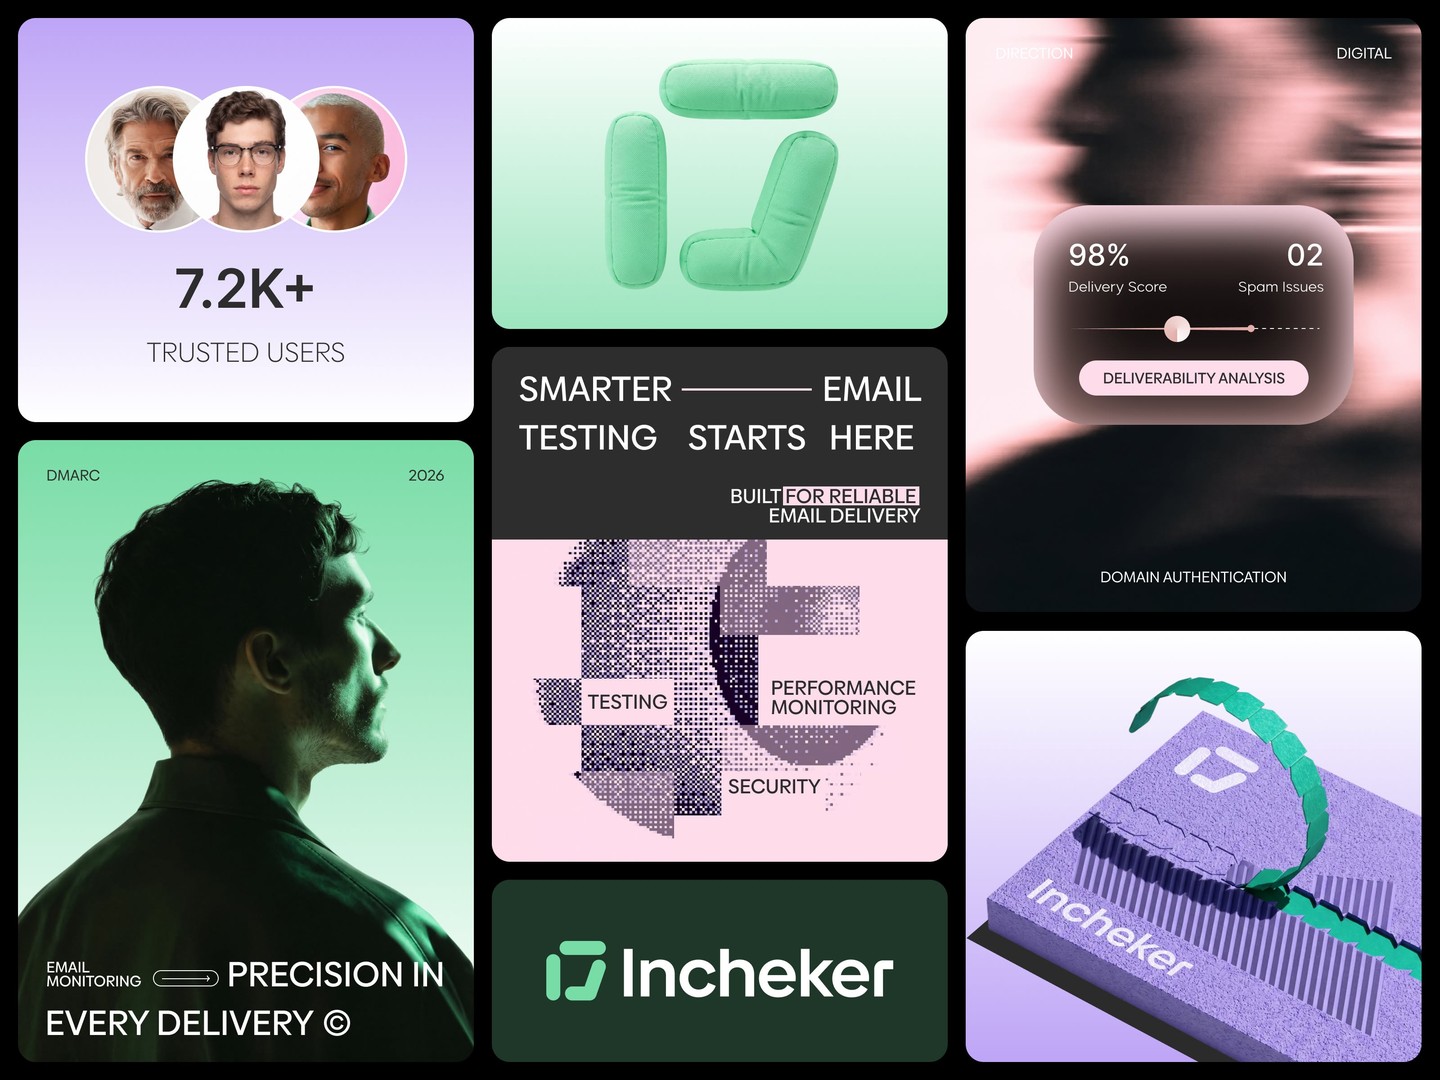 7.2K+
TRUSTED USERS
DMARC
2026
EMAIL
MONITORING
PRECISION IN
EVERY DELIVERY ©
SMARTER EMAIL
TESTING STARTS HERE
BUILT FOR RELIABLE
EMAIL DELIVERY
TESTING
PERFORMANCE
MONITORING
SECURITY
Incheker
DIRECTION
DIGITAL
98%
02
Delivery Score
Spam Issues
DELIVERABILITY ANALYSIS
DOMAIN AUTHENTICATION
Incheker